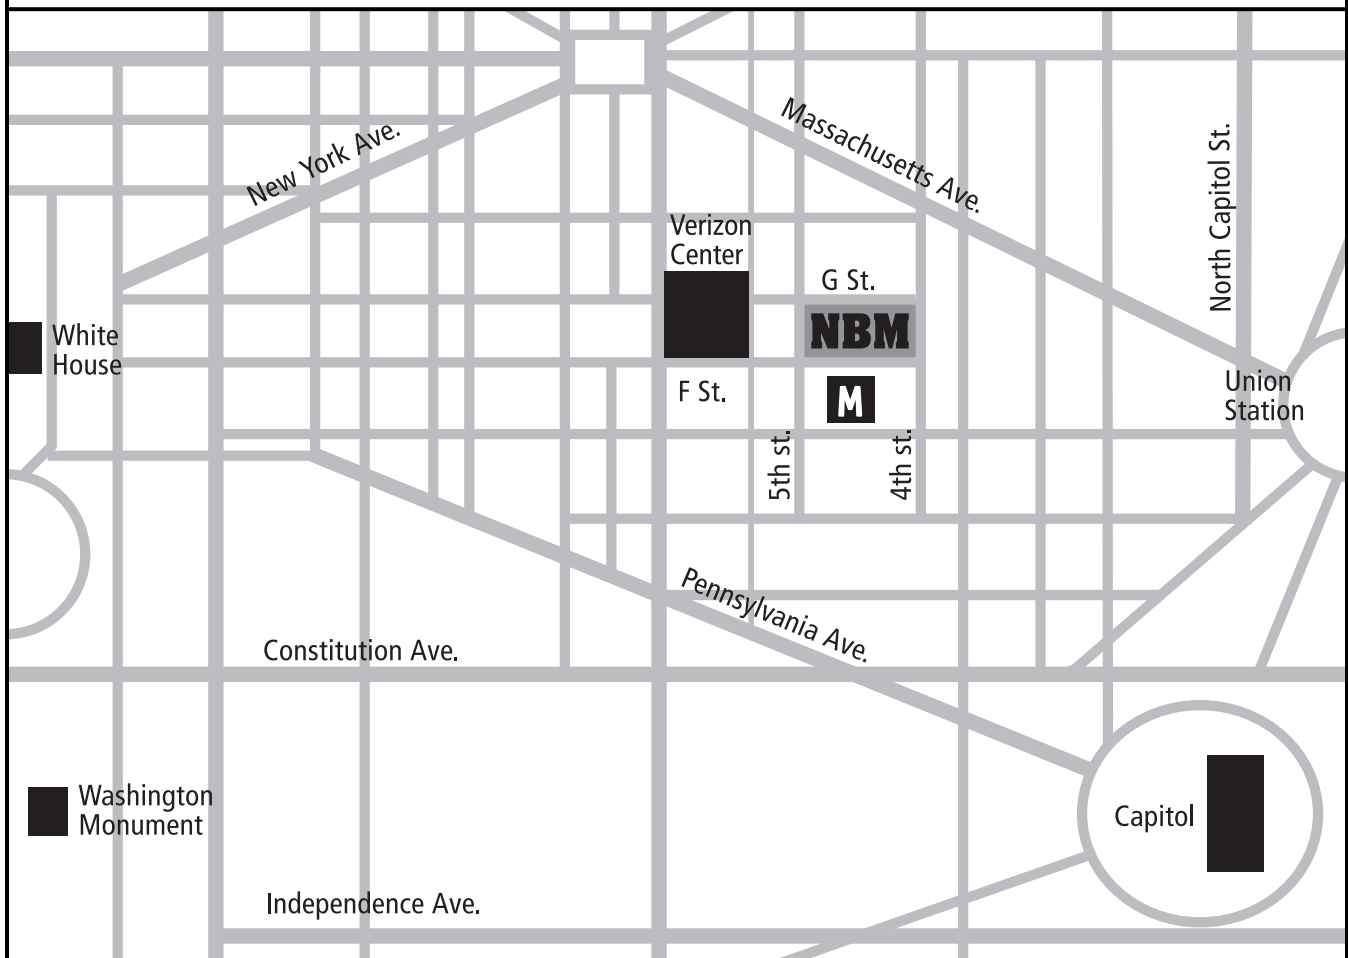 New York Ave.
Massachusetts Ave.
North Capitol St.
Verizon
Center
G St.
NBM
White
House
F St.
M
Union
Station
5th st.
4th st.
Pennsylvania Ave.
Constitution Ave.
Washington
Monument
Capitol
Independence Ave.